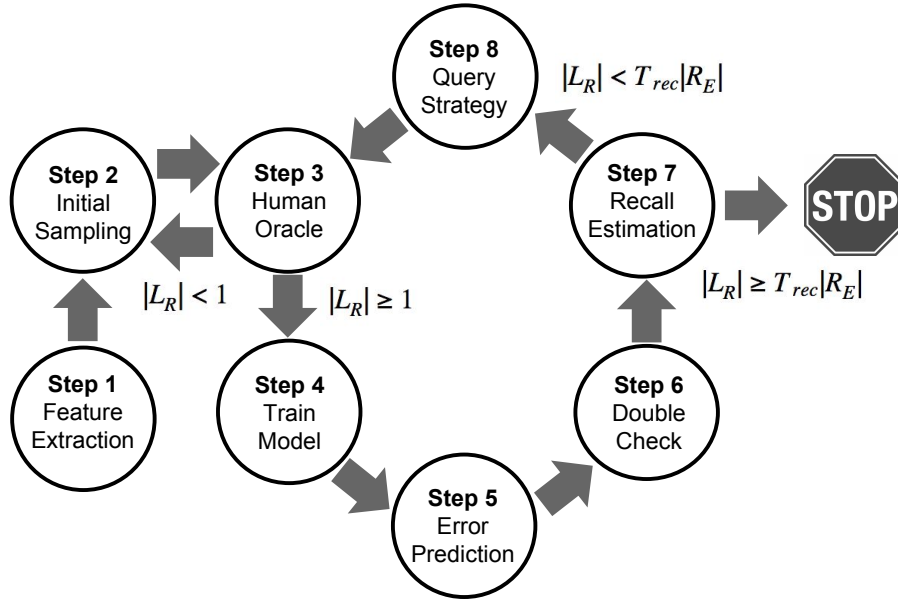 Step 1
Feature
Extraction
Step 2
Initial
Sampling
|L_R| < 1
Step 3
Human
Oracle
|L_R| ≥ 1
Step 4
Train
Model
Step 5
Error
Prediction
Step 6
Double
Check
Step 7
Recall
Estimation
|L_R| ≥ T_rec|R_E|
STOP
|L_R| < T_rec|R_E|
Step 8
Query
Strategy